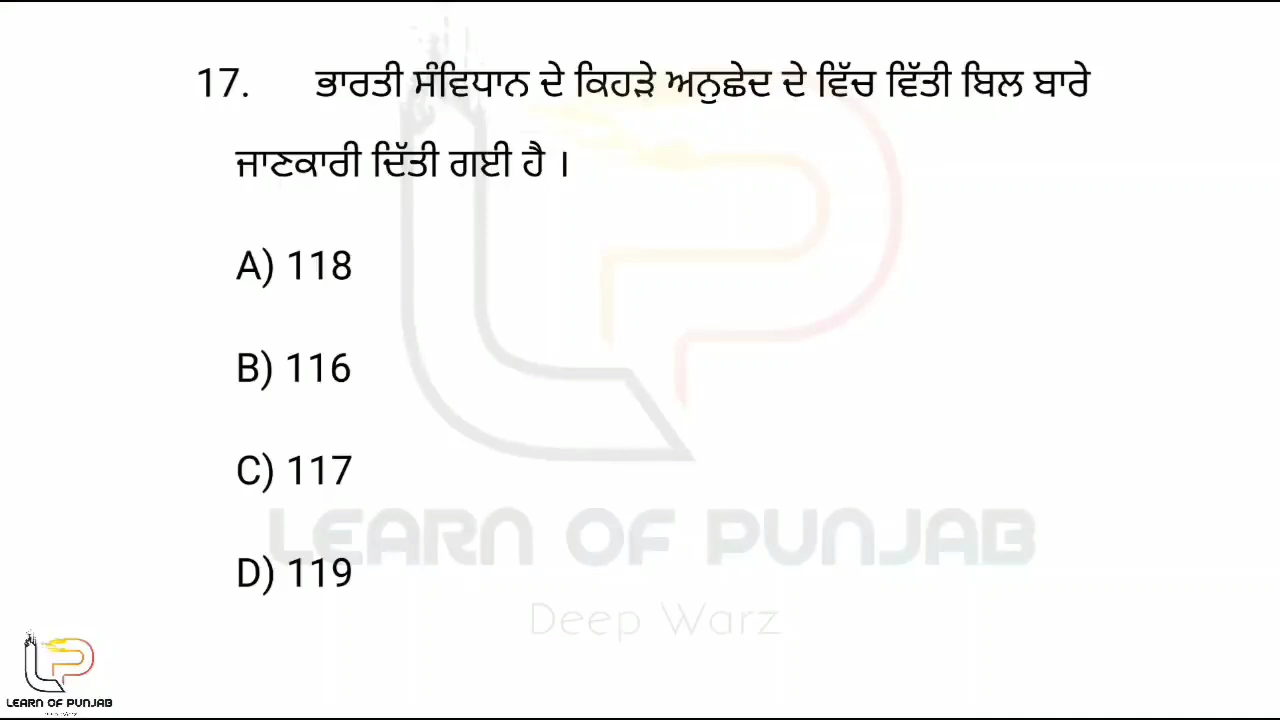 17. ਭਾਰਤੀ ਸੰਵਿਧਾਨ ਦੇ ਕਿਹੜੇ ਅਨੁਛੇਦ ਦੇ ਵਿੱਚ ਵਿੱਤੀ ਬਿਲ ਬਾਰੇ
ਜਾਣਕਾਰੀ ਦਿੱਤੀ ਗਈ ਹੈ ।
A) 118
B) 116
C) 117
D) 119
LEARN OF PUNJAB
Deep Warz
LEARN OF PUNJAB